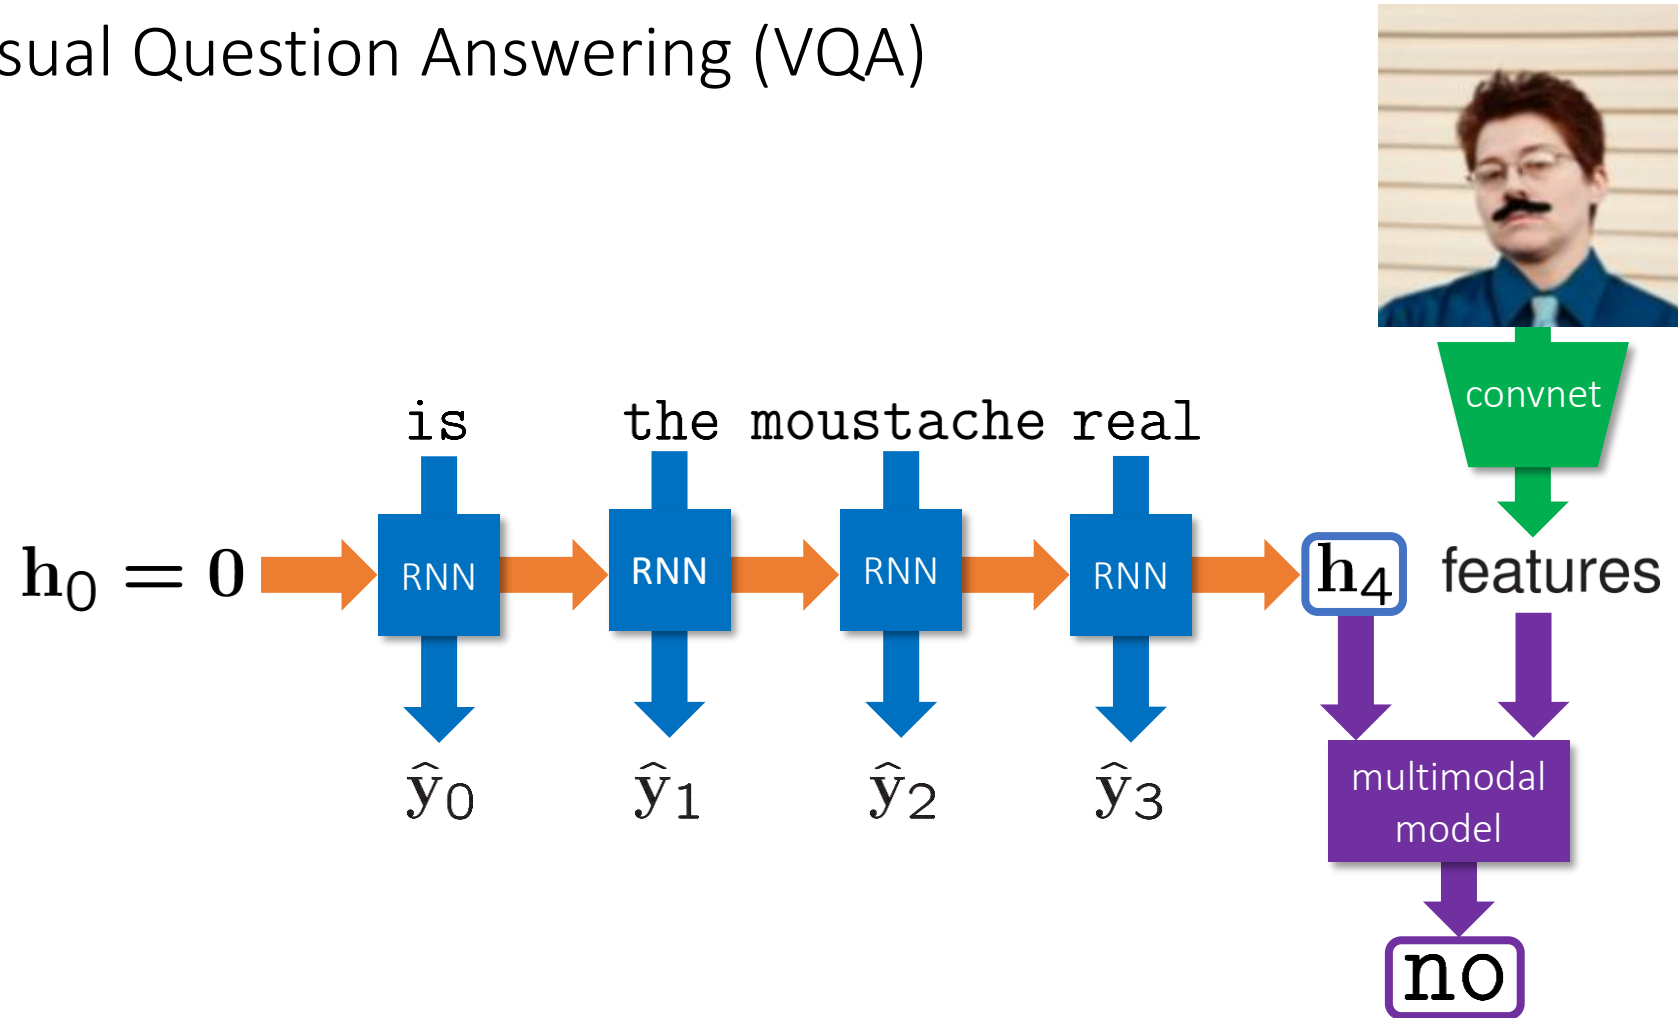 sual Question Answering (VQA)
convnet
is the moustache real
h₀ = 0 RNN RNN RNN RNN h₄ features
ŷ₀ ŷ₁ ŷ₂ ŷ₃
multimodal
model
no